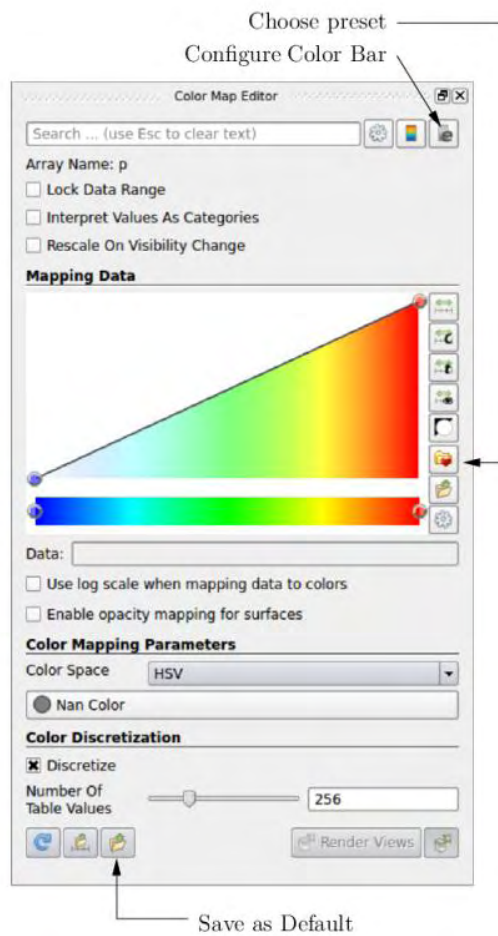 Choose preset
Configure Color Bar
Color Map Editor
Search ... (use Esc to clear text)
Array Name: p
Lock Data Range
Interpret Values As Categories
Rescale On Visibility Change
Mapping Data
Data:
Use log scale when mapping data to colors
Enable opacity mapping for surfaces
Color Mapping Parameters
Color Space HSV
Nan Color
Color Discretization
Discretize
Number Of
Table Values 256
Render Views
Save as Default